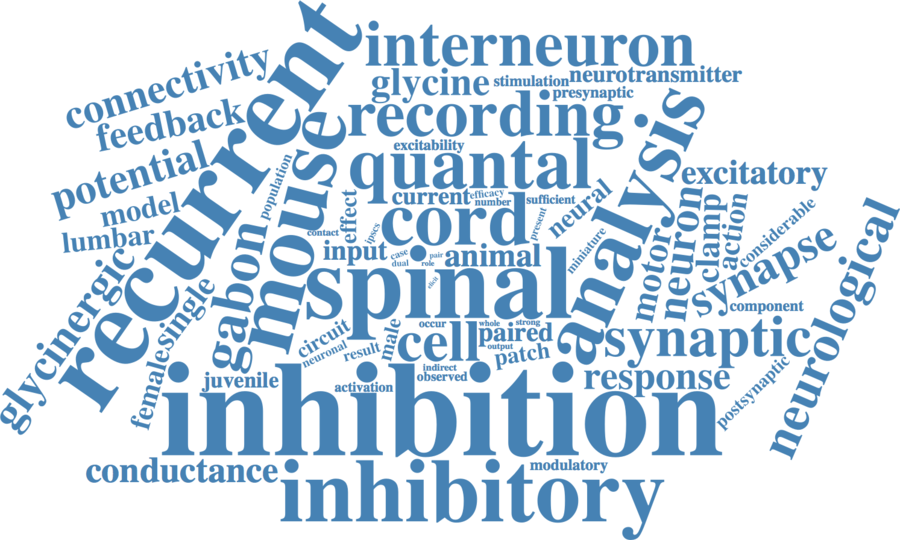 interneuron
recurrent
connectivity
glycine
stimulation
neurotransmitter
presynaptic
feedback
recording
analysis
excitability
mouse
potential
quantal
population
excitatory
model
current
efficacy
number
sufficient
neural
effect
cord
present
lumbar
contact
ipscs
input
case
dual
pair
role
animal
miniature
motoren
neuron
clamp
action
considerable
synapse
neurological
glycinergic
single
gabon
spinal
component
circuit
neuronal
male
occur
whole
strong
cell
paired
output
synaptic
result
patch
female
juvenile
activation
indirect
observed
response
postsynaptic
inhibition
conductance
modulatory
inhibitory